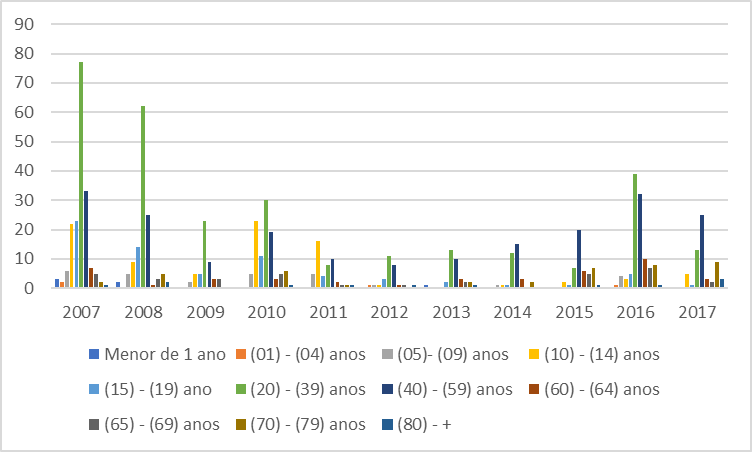 90
80
70
60
50
40
30
20
10
0
2007 2008 2009 2010 2011 2012 2013 2014 2015 2016 2017
Menor de 1 ano (01) - (04) anos (05)- (09) anos (10) - (14) anos
(15) - (19) ano (20) - (39) anos (40) - (59) anos (60) - (64) anos
(65) - (69) anos (70) - (79) anos (80) - +